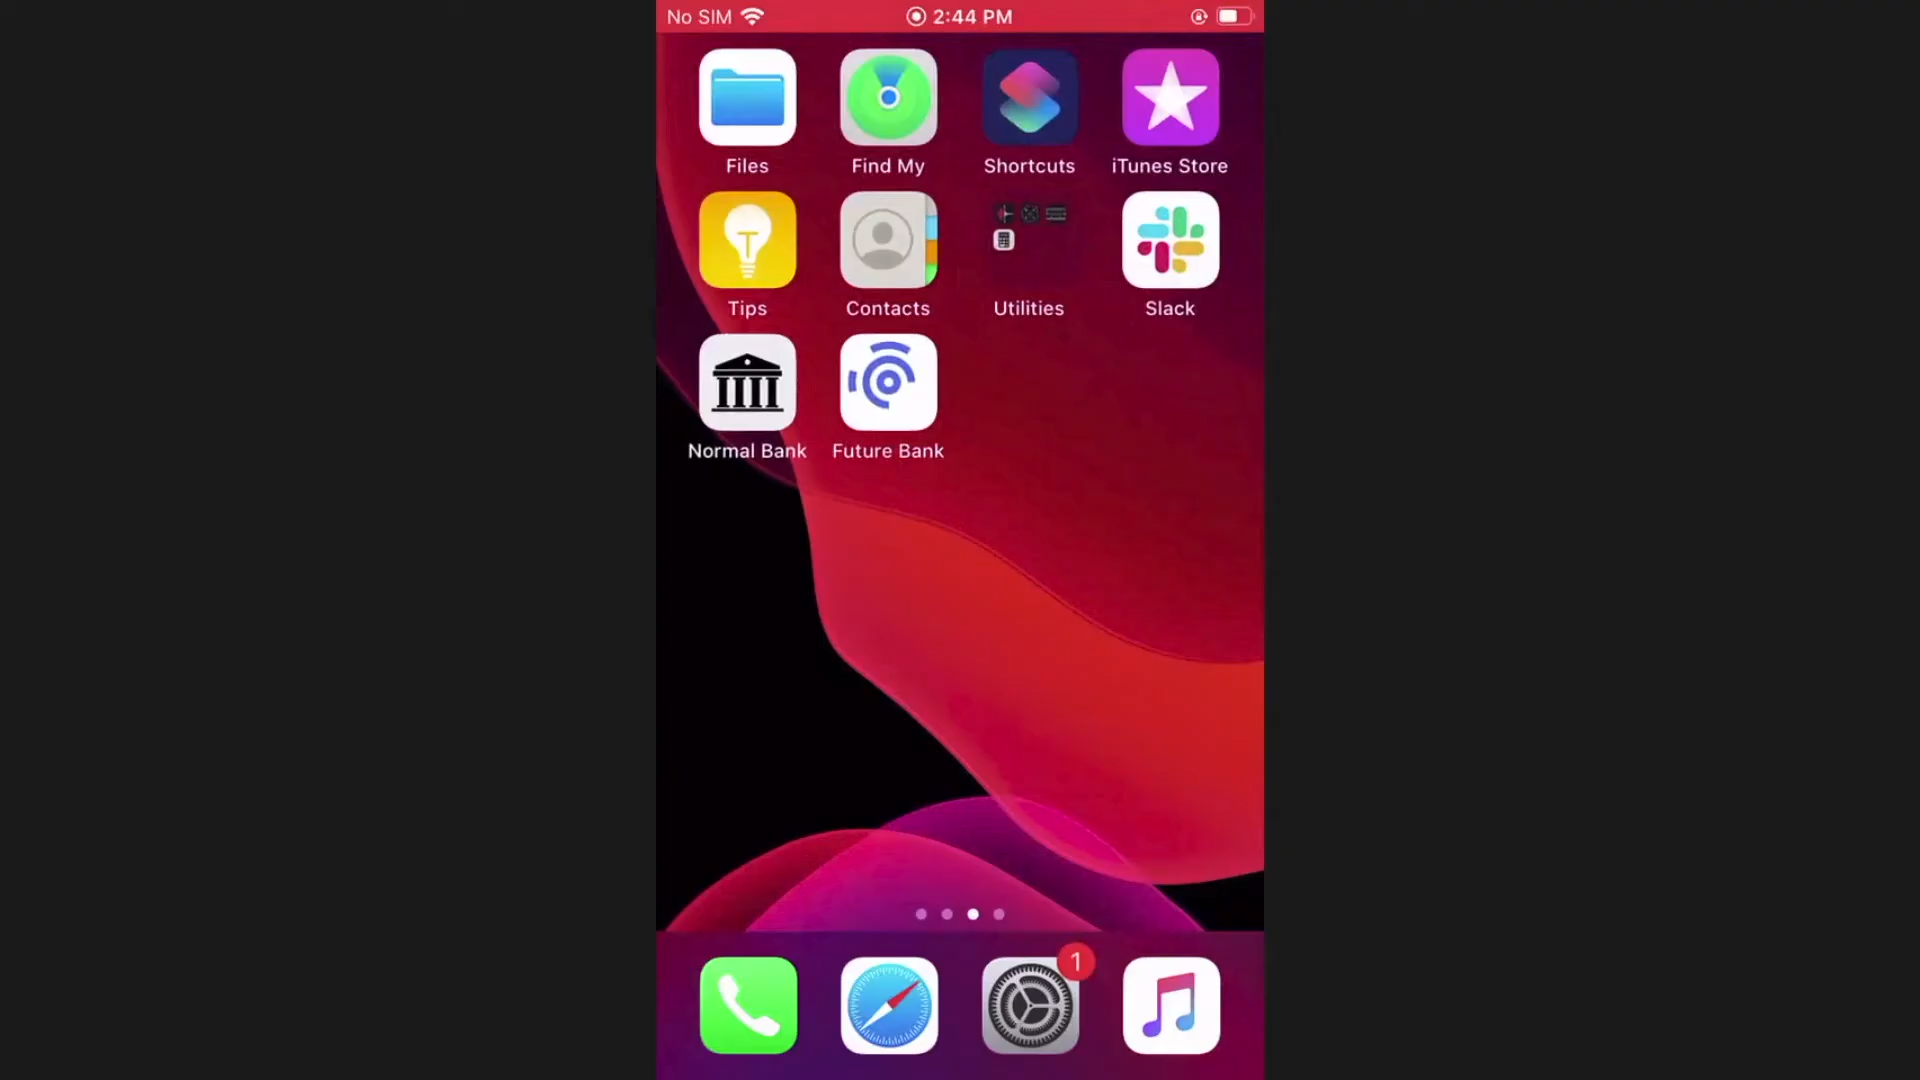 No SIM 2:44 PM
Files Find My Shortcuts iTunes Store
Tips Contacts Utilities Slack
Normal Bank Future Bank
1